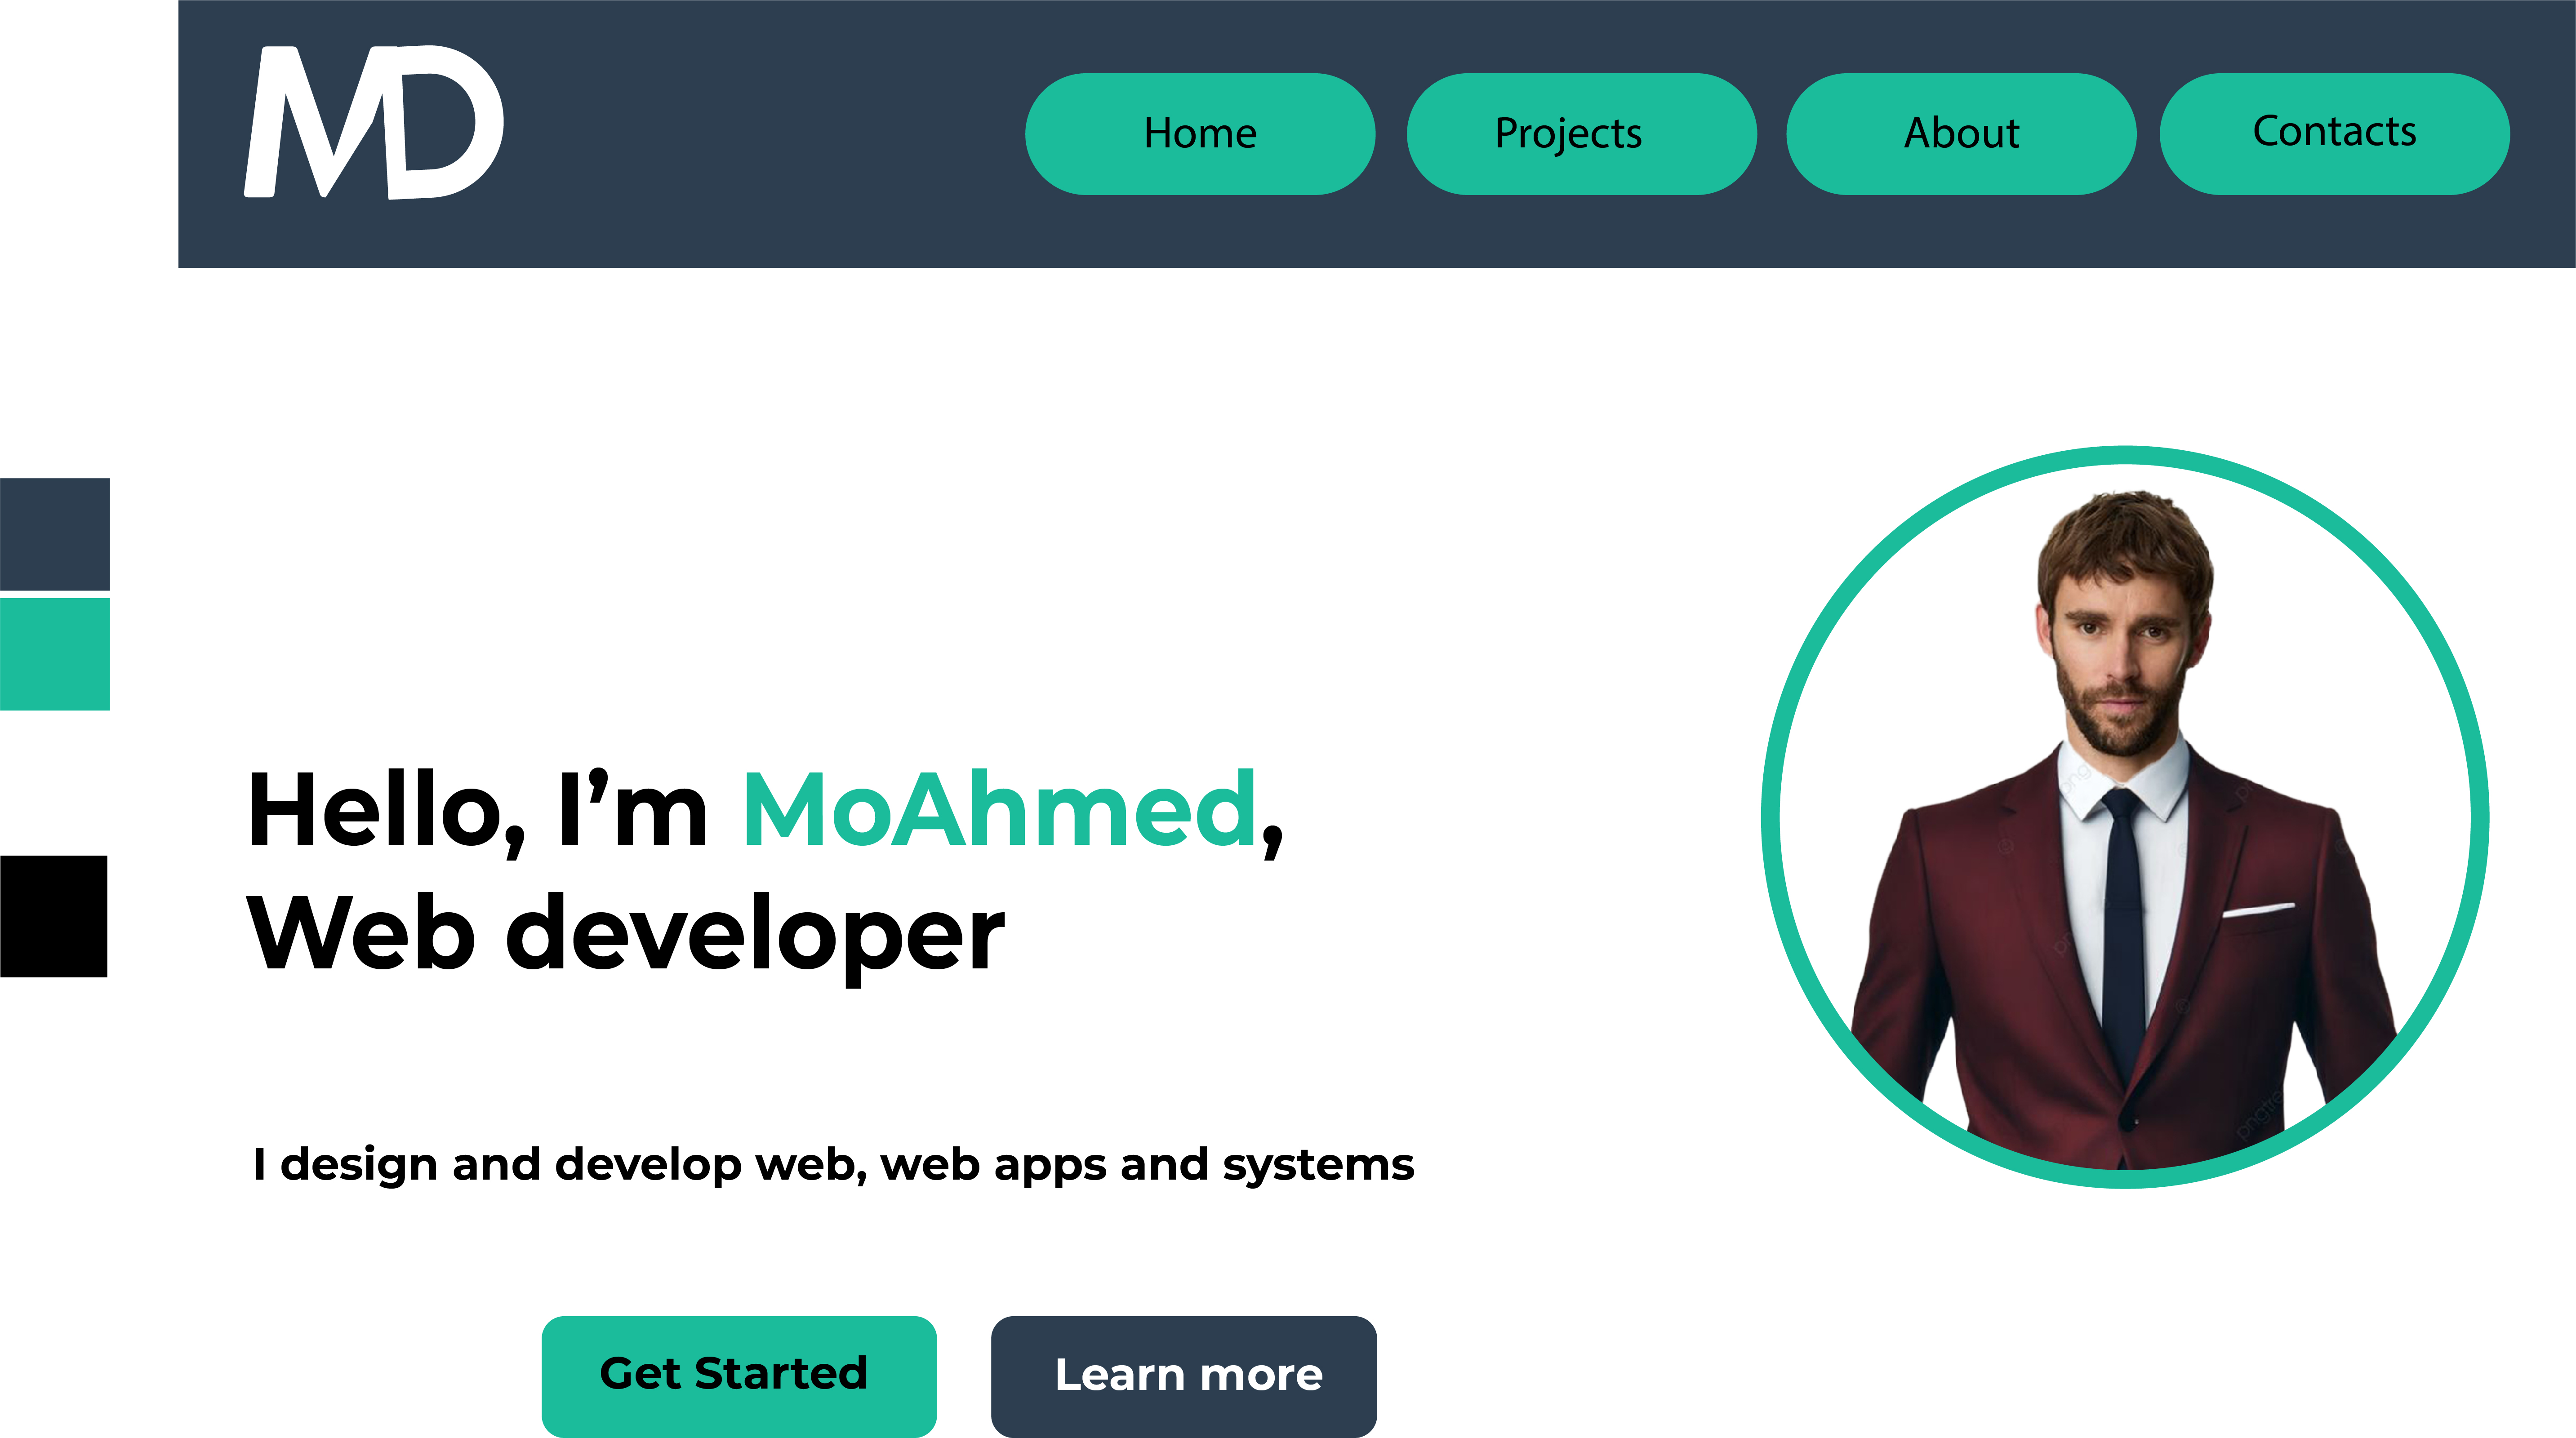 MD
Home
Projects
About
Contacts
Hello, I’m MoAhmed,
Web developer
I design and develop web, web apps and systems
Get Started
Learn more